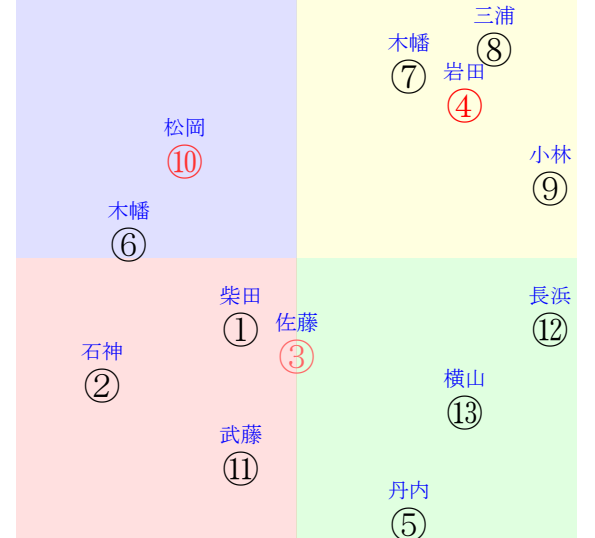 三浦
⑧
木幡
⑦
岩田
④
松岡
⑩
小林
⑨
木幡
⑥
柴田
①
長浜
⑫
佐藤
③
石神
②
横山
⑬
武藤
⑪
丹内
⑤